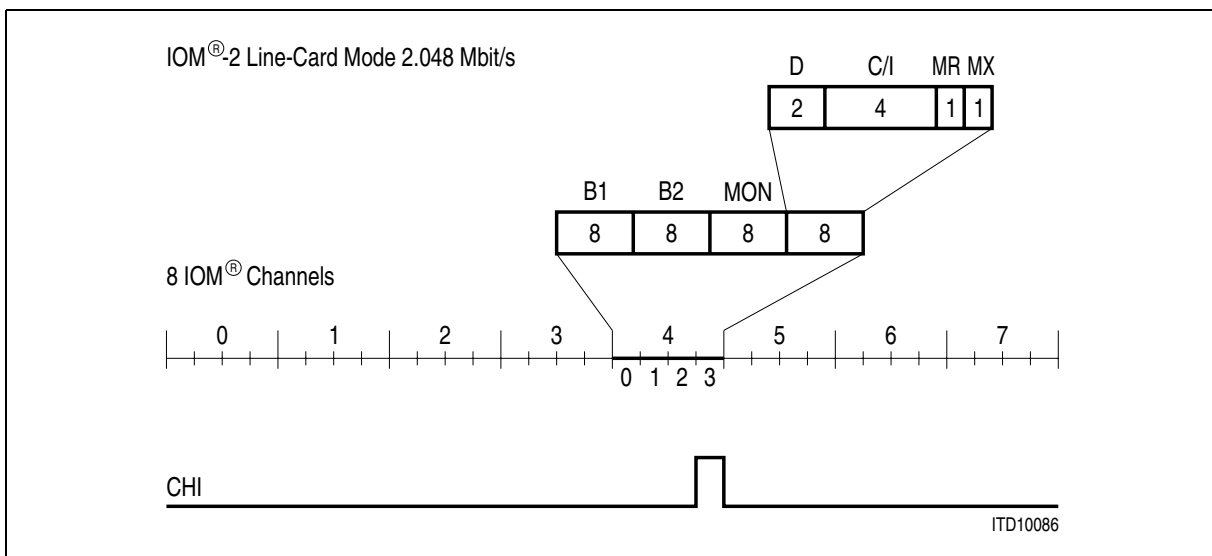 IOM®-2 Line-Card Mode 2.048 Mbit/s
D C/I MR MX
2 4 1 1
B1 B2 MON
8 8 8 8
8 IOM® Channels
0 1 2 3 4 5 6 7
0 1 2 3
CHI
ITD10086